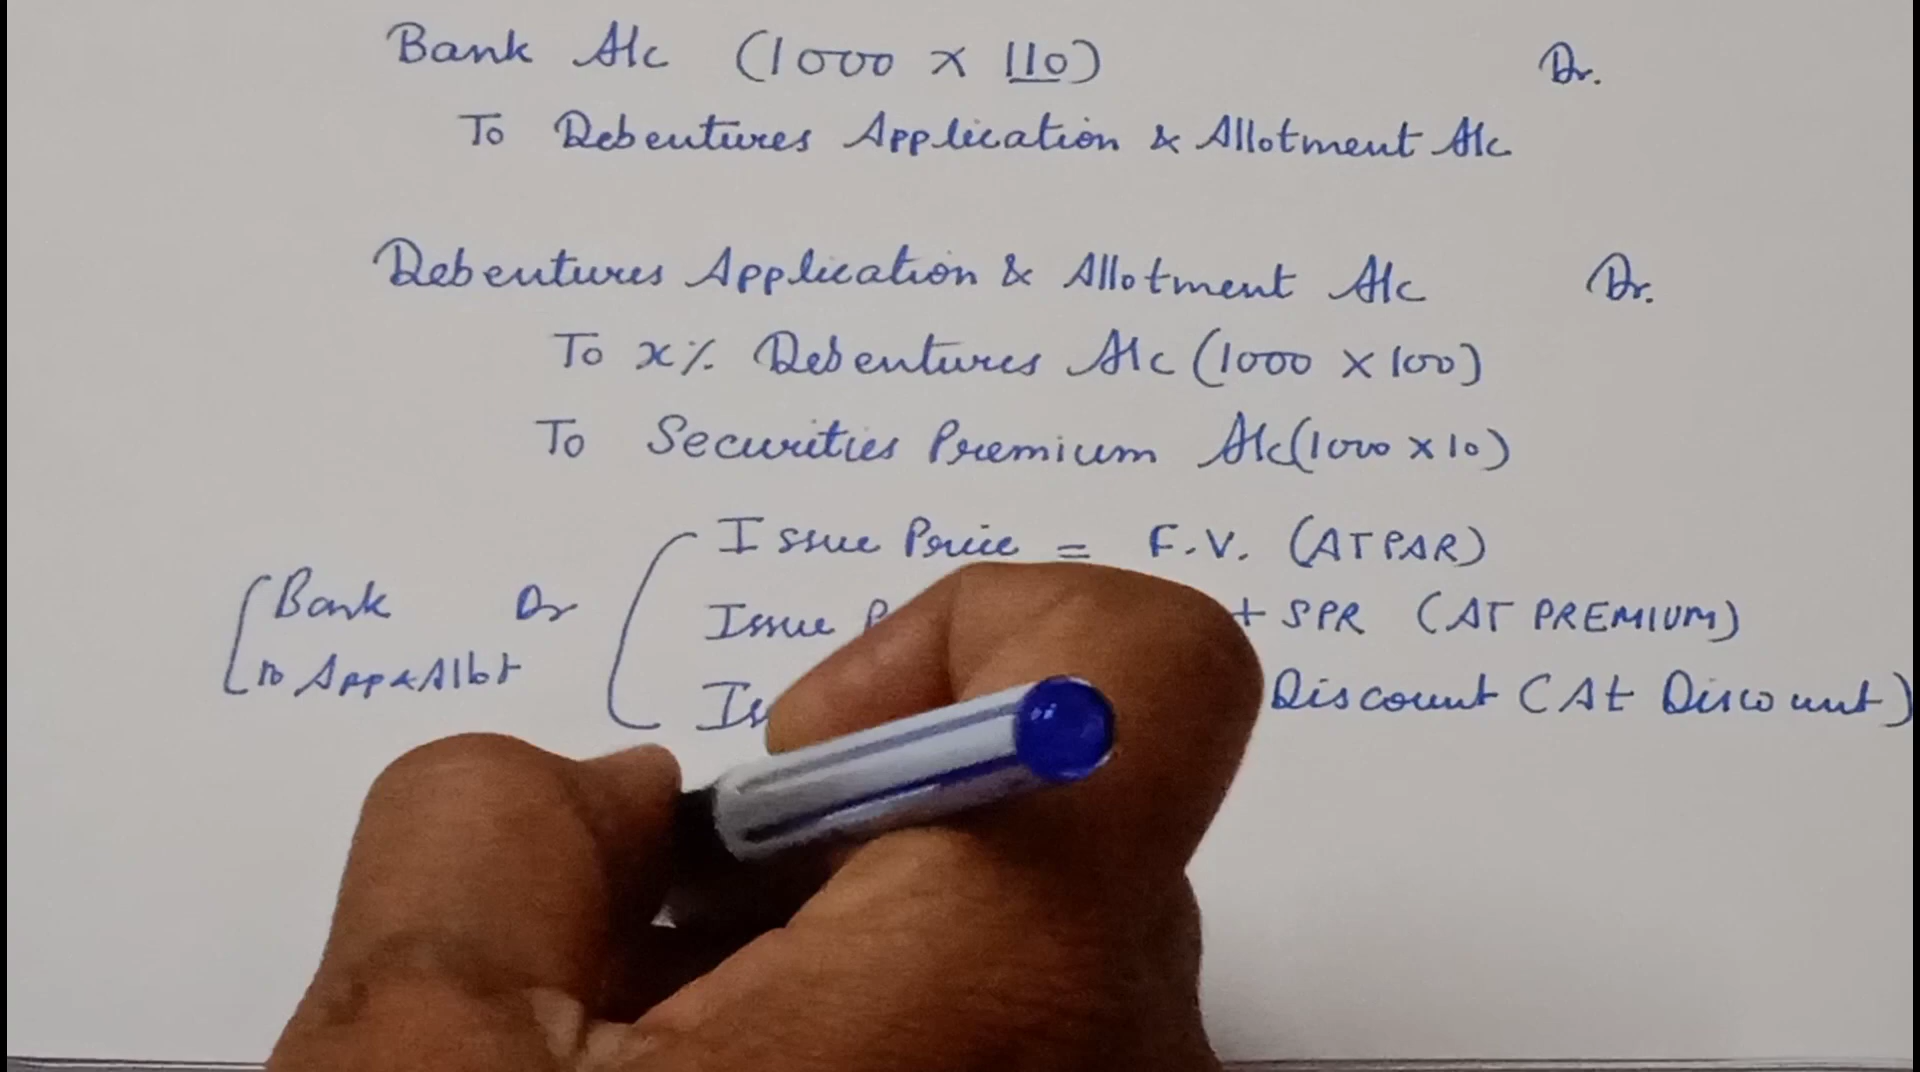 Bank A/c (1000 x 110) Dr.
To Debentures Application & Allotment A/c
Debentures Application & Allotment A/c Dr.
To x% Debentures A/c (1000 x 100)
To Securities Premium A/c (1000 x 10)
Issue Price = F.V. (AT PAR)
Bank Dr
Issue + SPR (AT PREMIUM)
To App & Allot
Discount (At Discount)